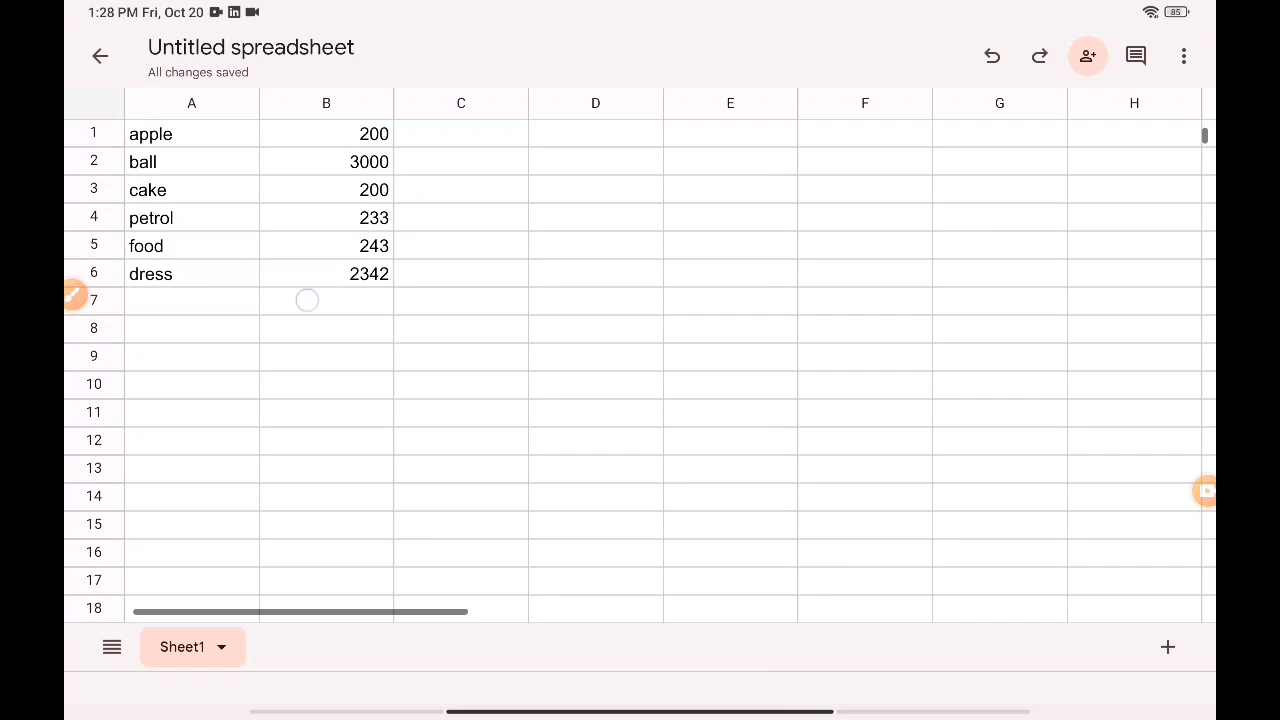 1:28 PM Fri, Oct 20
85
Untitled spreadsheet
All changes saved
A B C D E F G H
1 apple 200
2 ball 3000
3 cake 200
4 petrol 233
5 food 243
6 dress 2342
7
8
9
10
11
12
13
14
15
16
17
18
Sheet1